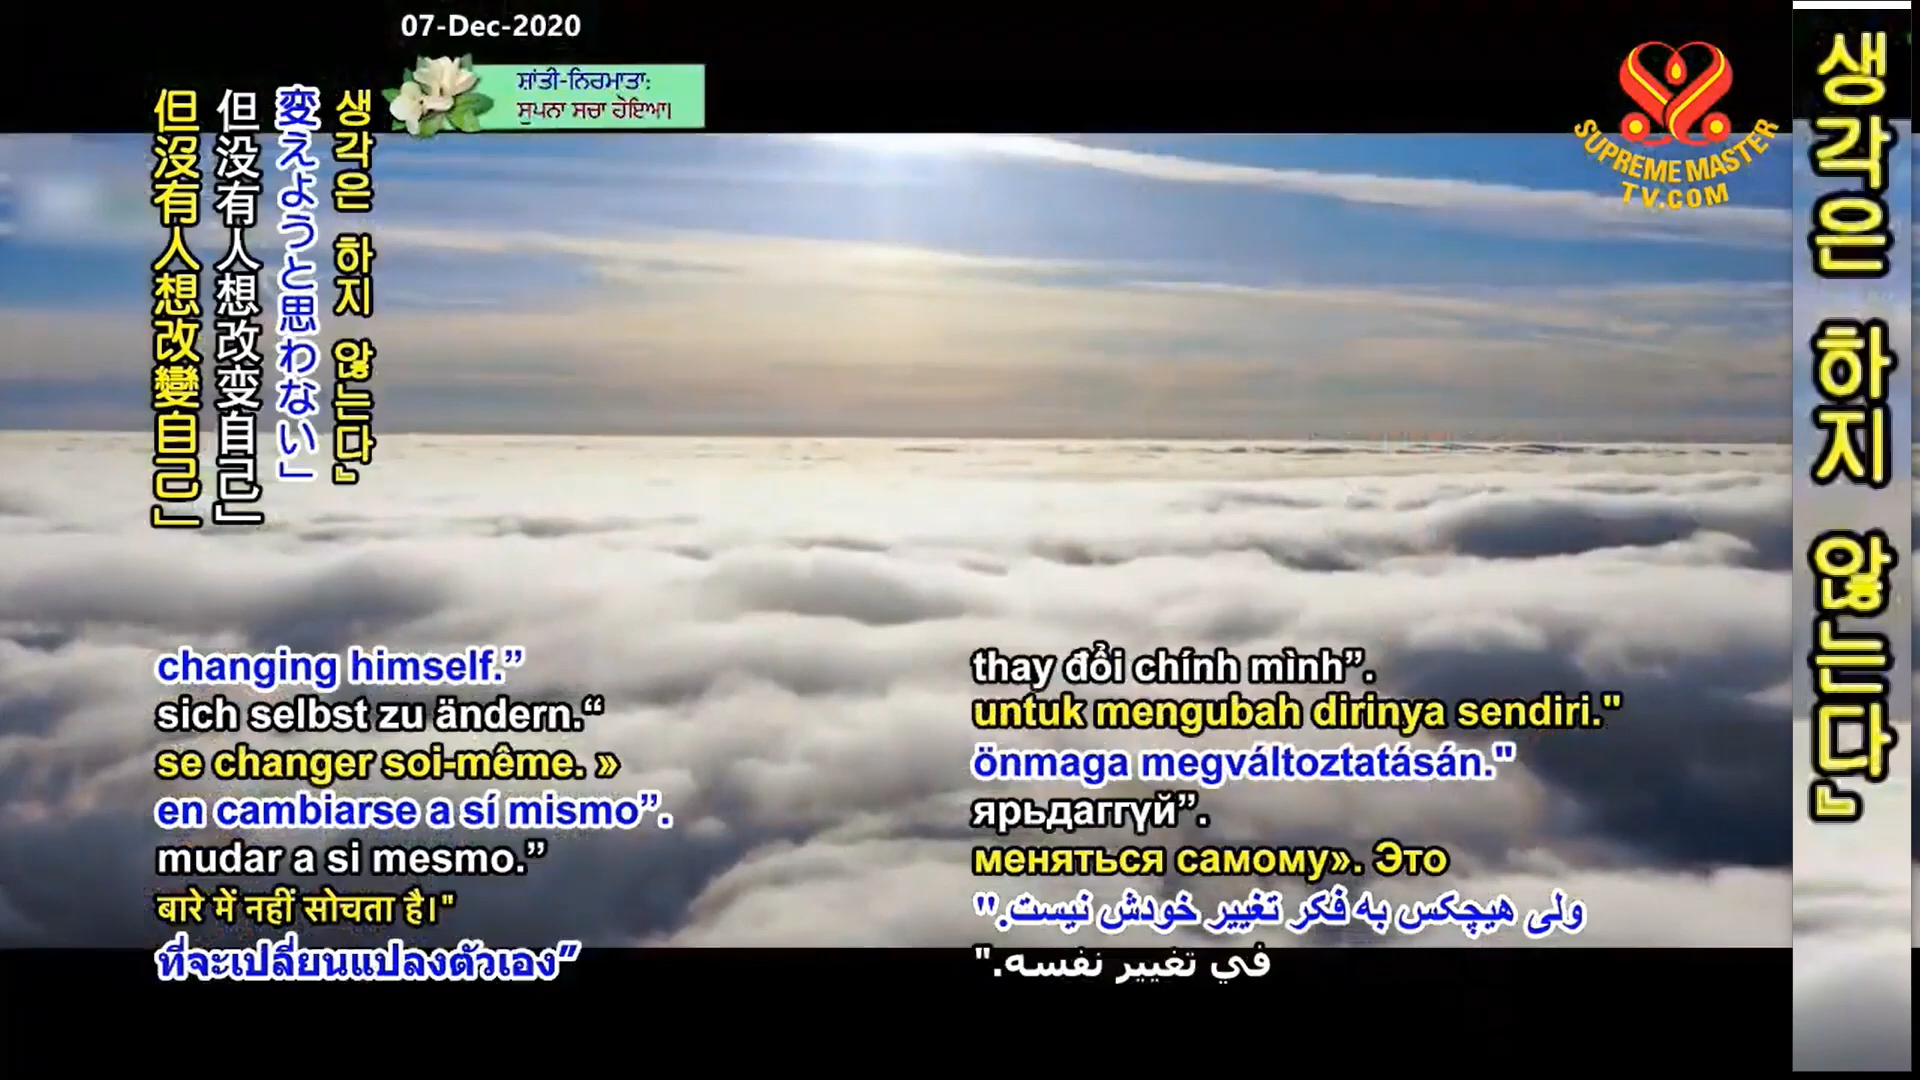 07-Dec-2020
ਸ਼ਾਂਤੀ-ਨਿਰਮਾਤਾ:
ਸੁਪਨਾ ਸਚਾ ਹੋਇਆ।
SUPREME MASTER
TV.COM
생각은 하지 않는다』
変えようと思わない」
但没有人想改变自己」
但沒有人想改變自己」
생각은 하지 않는다』
changing himself.”
sich selbst zu ändern.“
se changer soi-même. »
en cambiarse a sí mismo”.
mudar a si mesmo.”
बारे में नहीं सोचता है।"
ที่จะเปลี่ยนแปลงตัวเอง”
thay đổi chính mình”.
untuk mengubah dirinya sendiri."
önmaga megváltoztatásán."
ярьдаггүй”.
меняться самому». Это
ولی هیچکس به فکر تغییر خودش نیست."
في تغيير نفسه."